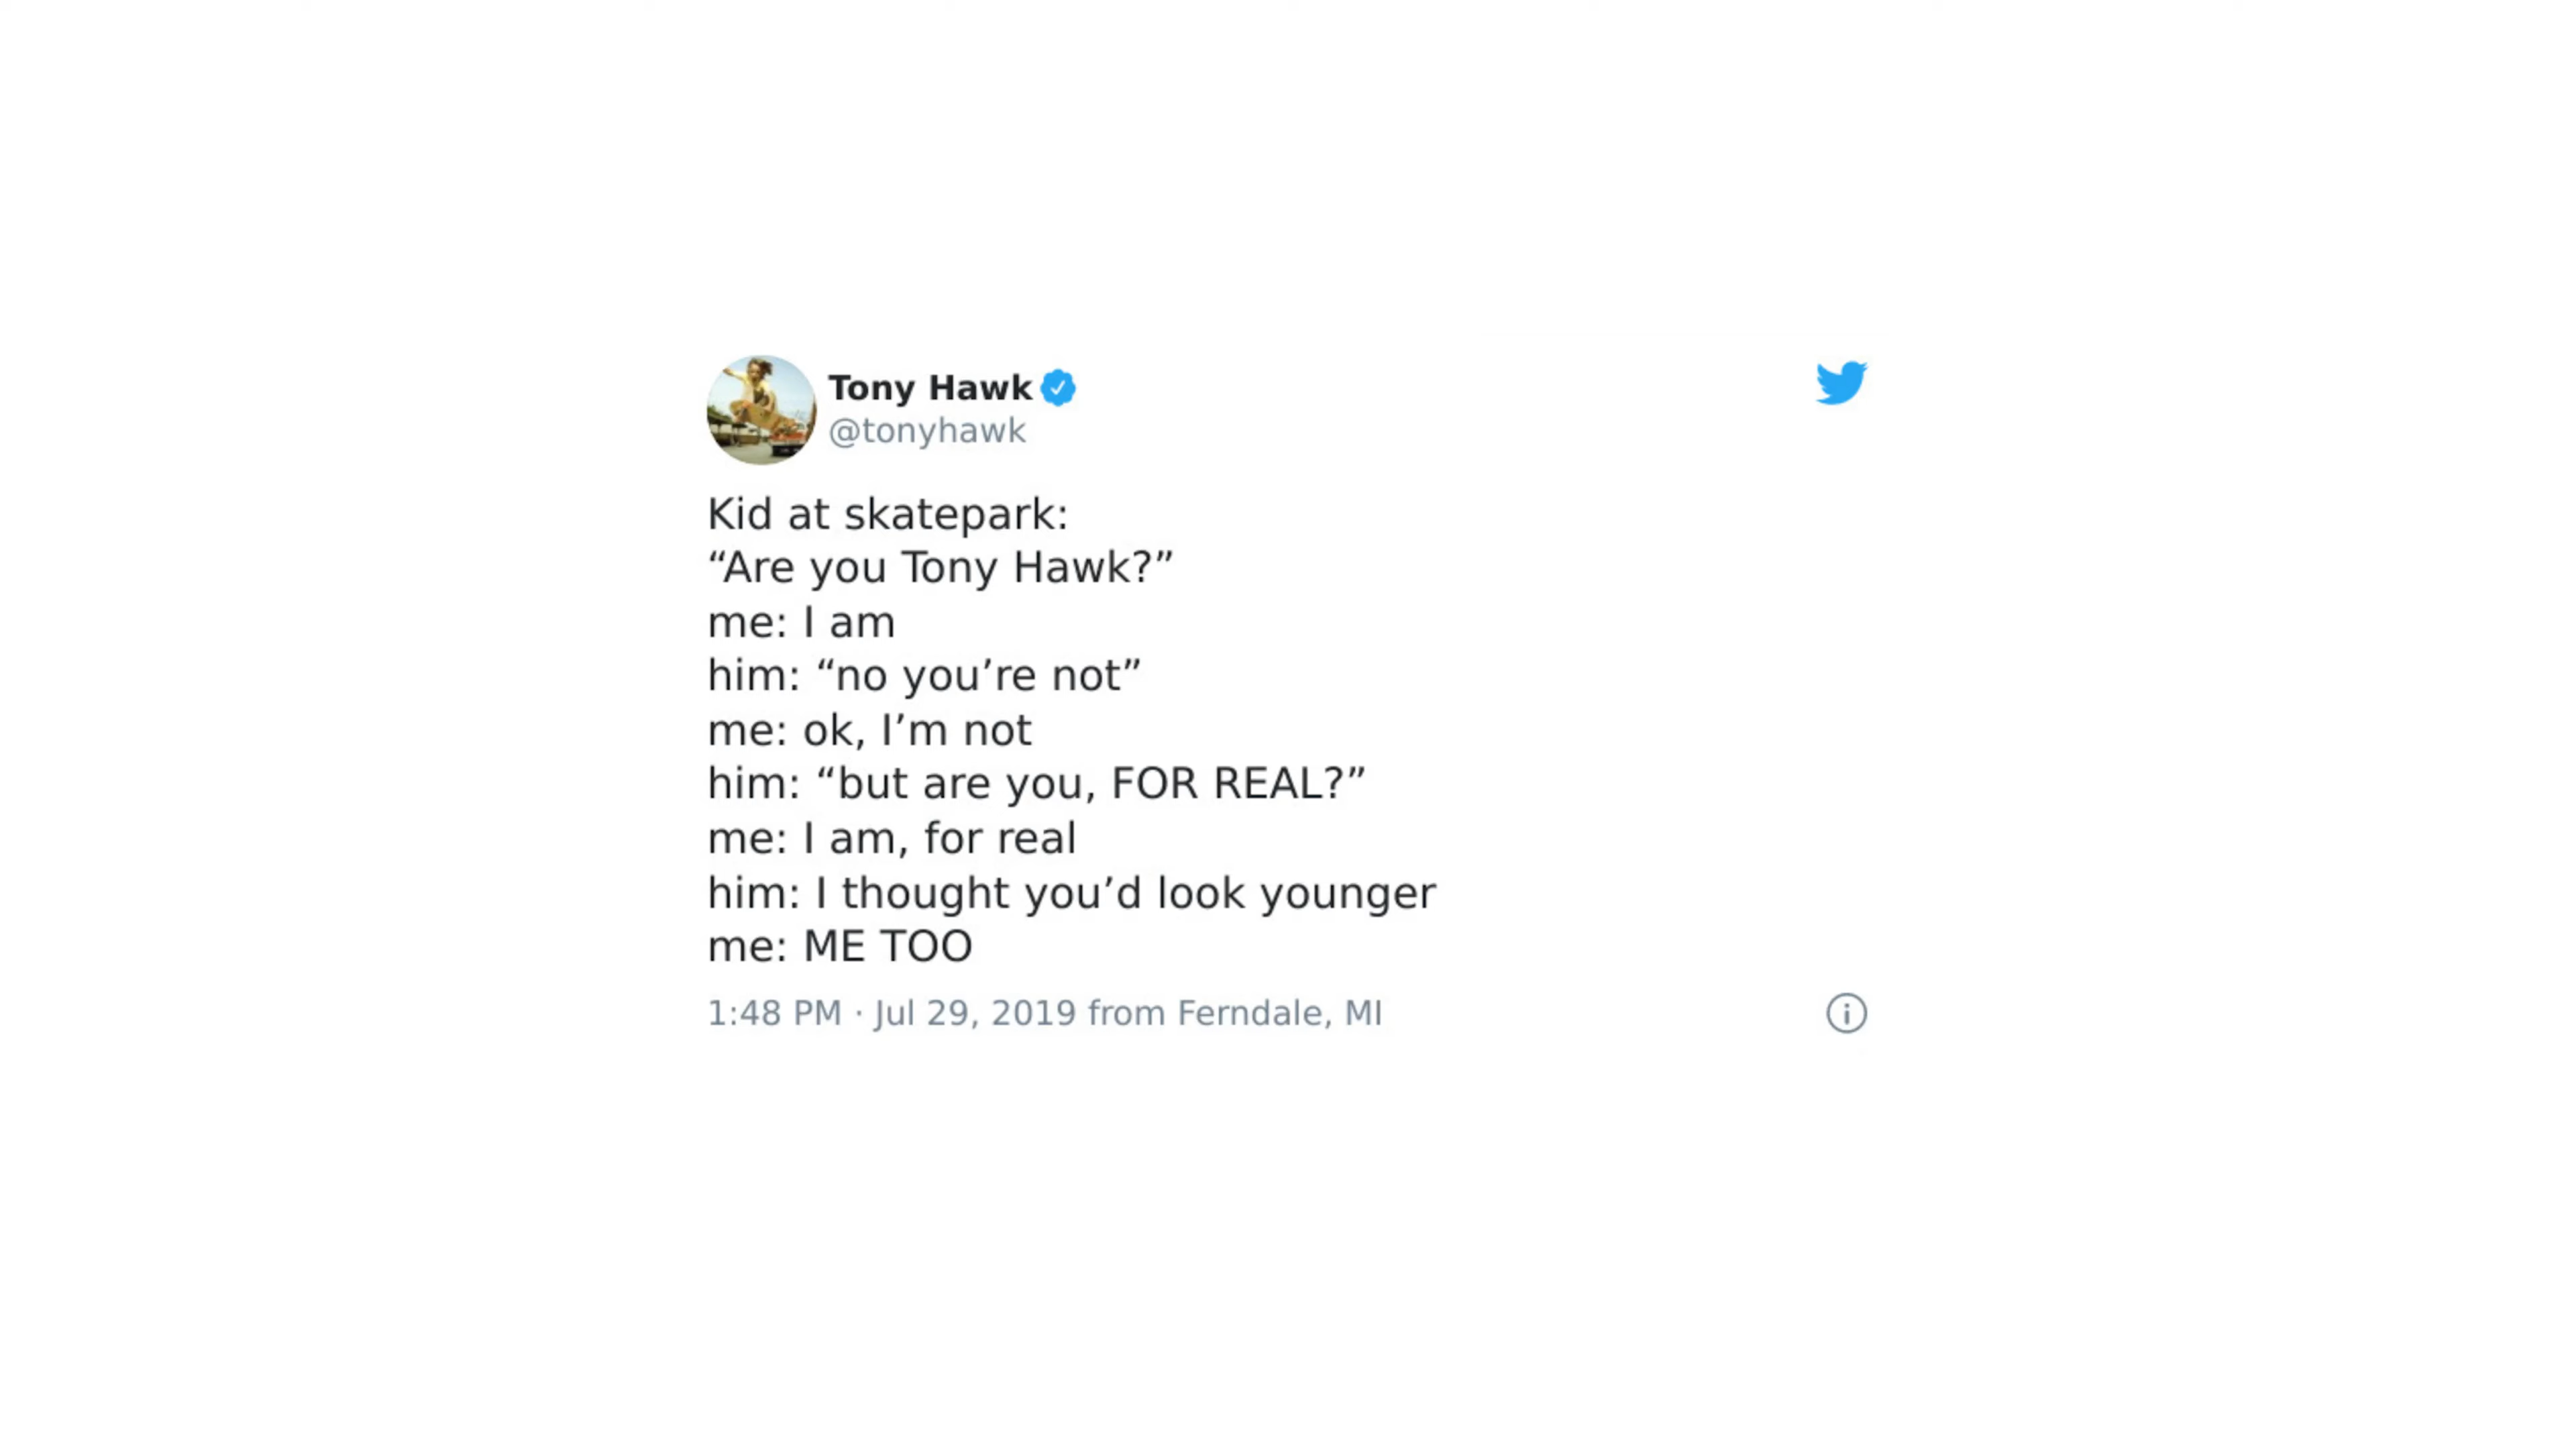 Tony Hawk
@tonyhawk
Kid at skatepark:
“Are you Tony Hawk?”
me: I am
him: “no you’re not”
me: ok, I’m not
him: “but are you, FOR REAL?”
me: I am, for real
him: I thought you’d look younger
me: ME TOO
1:48 PM · Jul 29, 2019 from Ferndale, MI